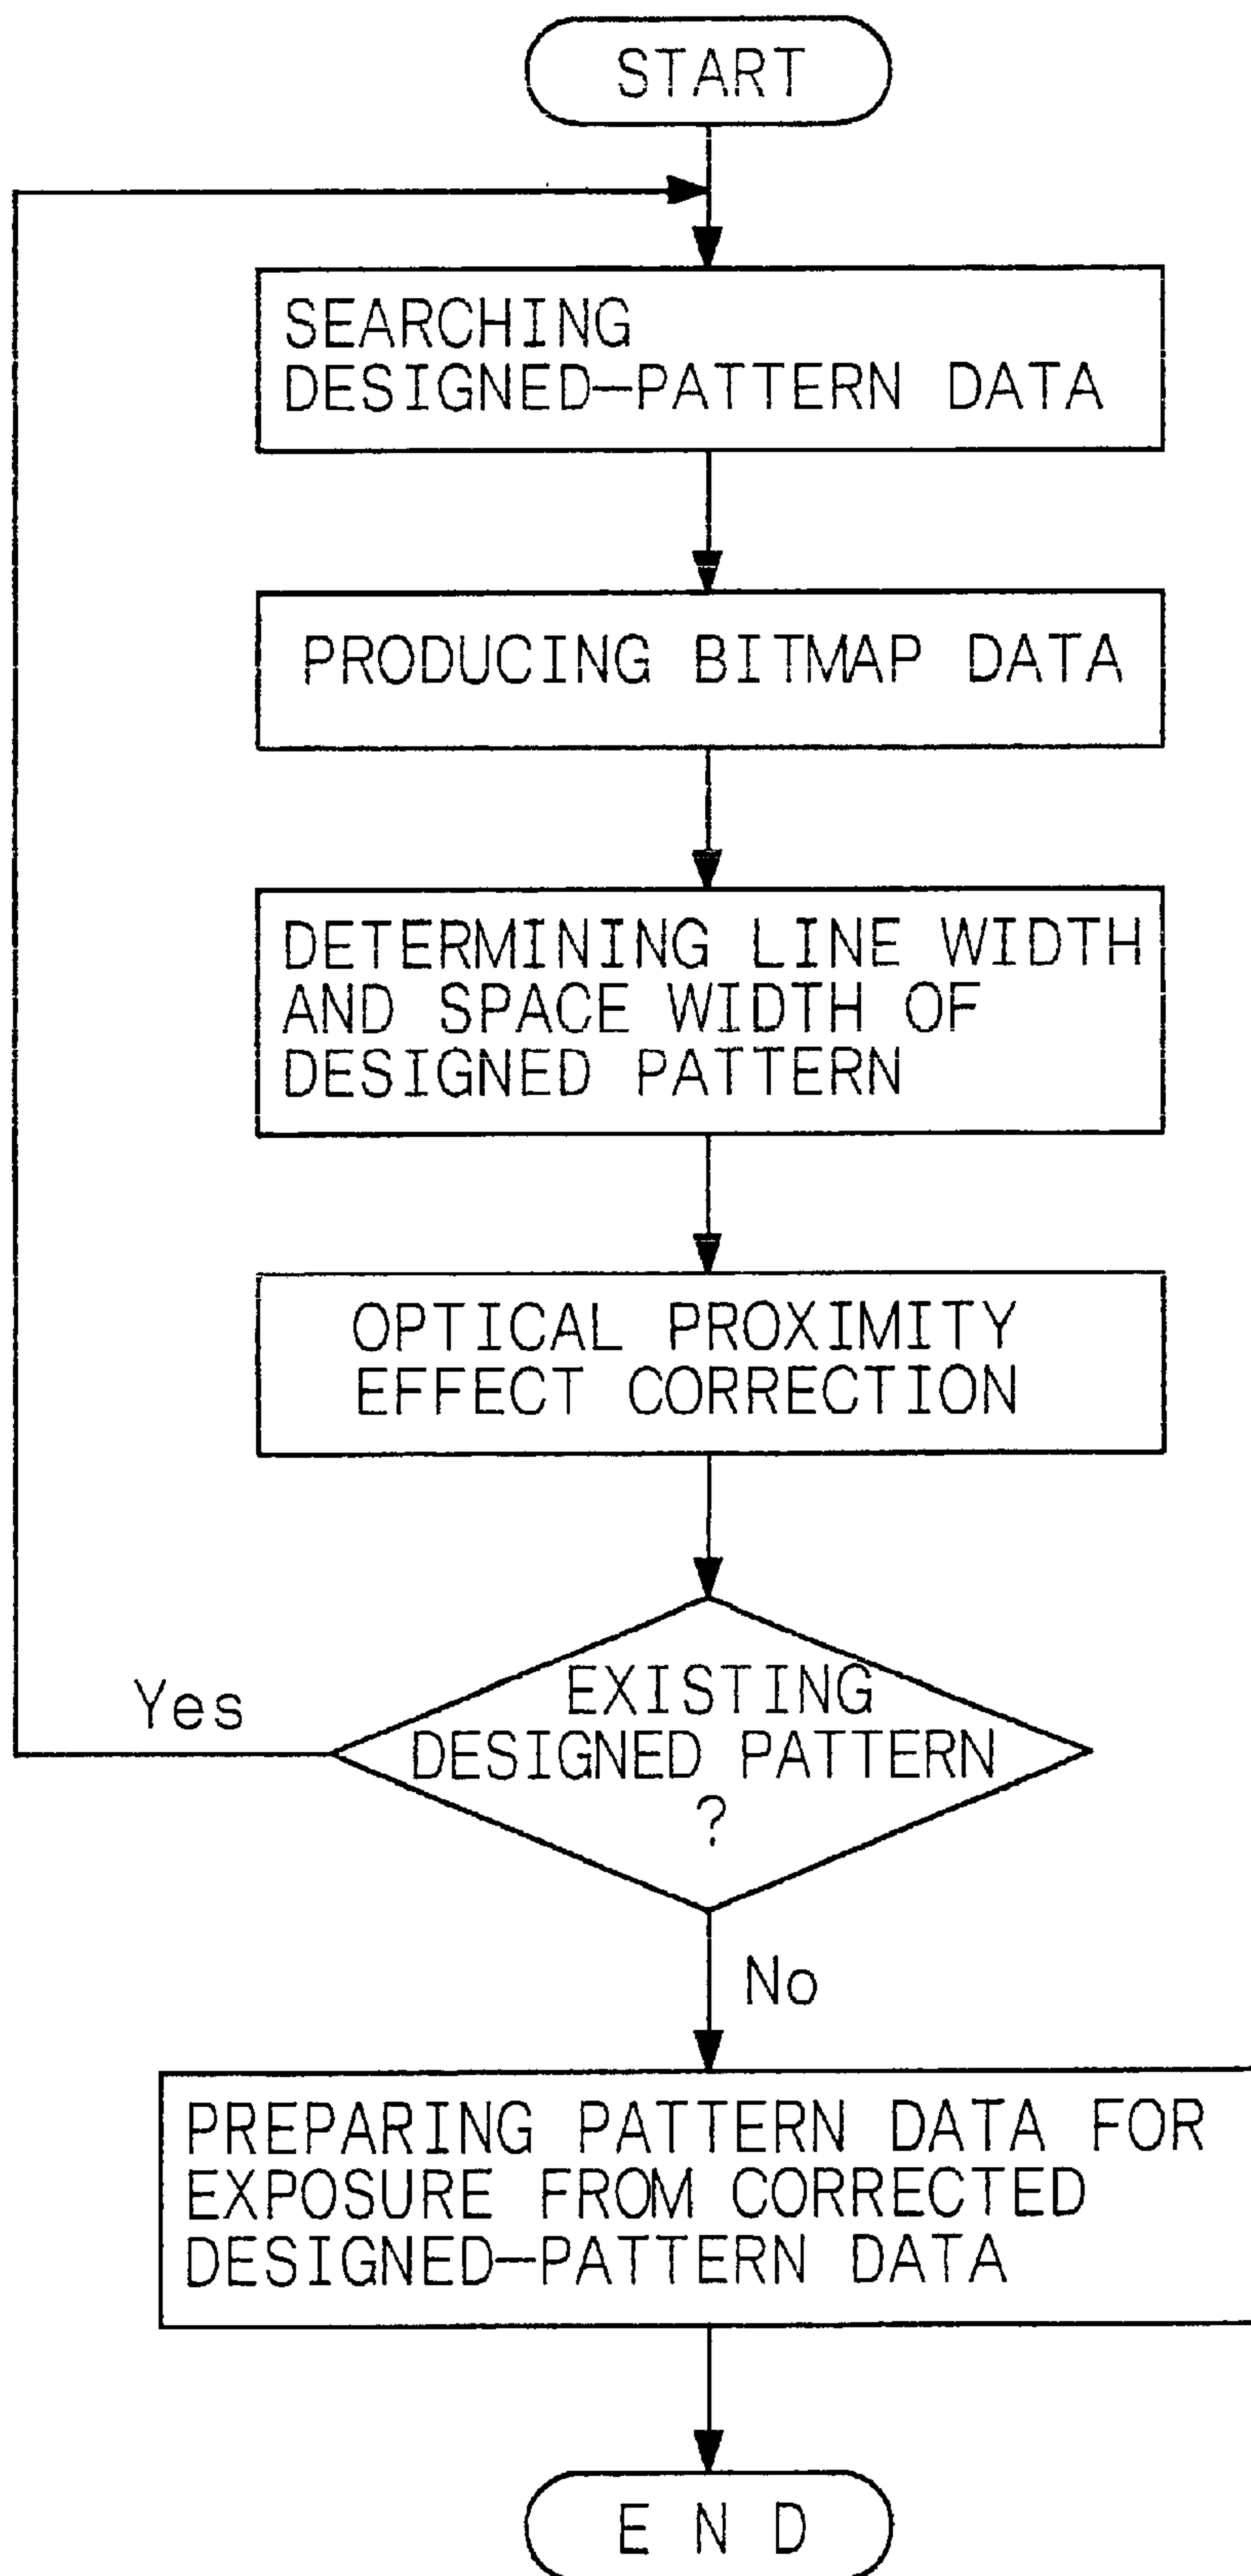 START
SEARCHING
DESIGNED-PATTERN DATA
PRODUCING BITMAP DATA
DETERMINING LINE WIDTH
AND SPACE WIDTH OF
DESIGNED PATTERN
OPTICAL PROXIMITY
EFFECT CORRECTION
EXISTING
DESIGNED PATTERN
?
Yes
No
PREPARING PATTERN DATA FOR
EXPOSURE FROM CORRECTED
DESIGNED-PATTERN DATA
E N D